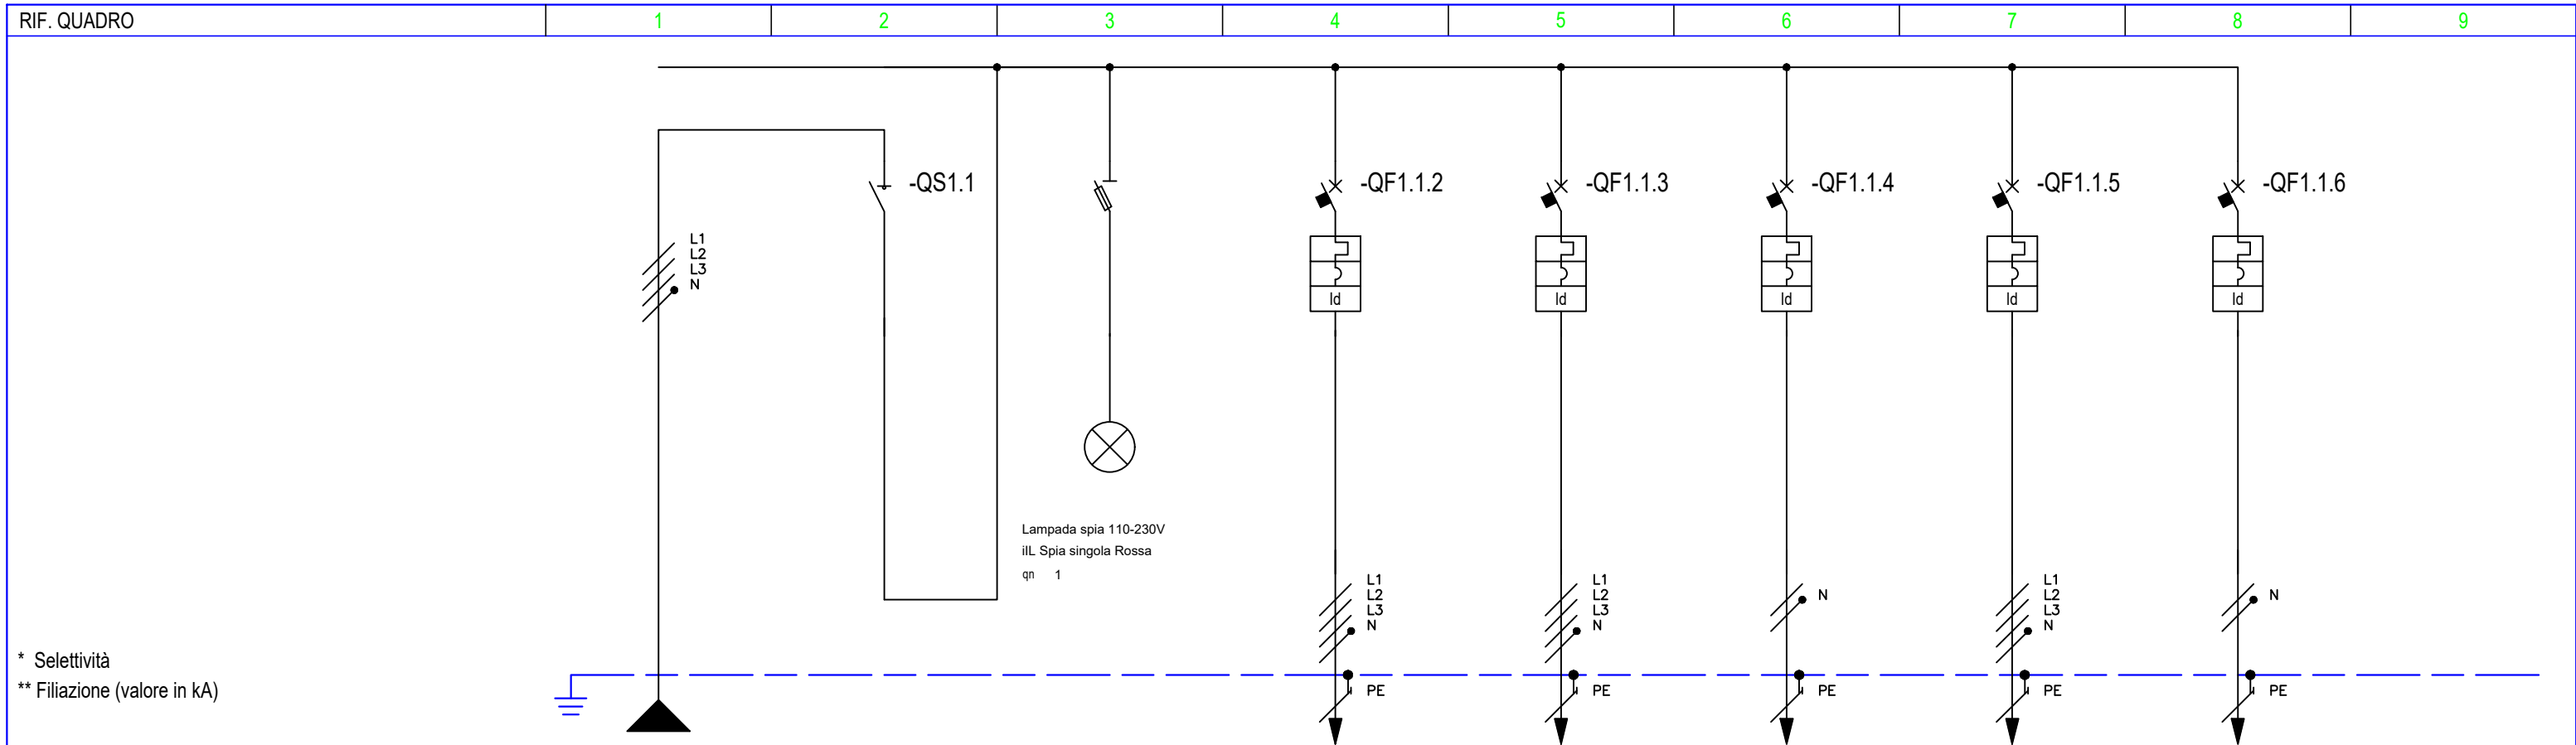 RIF. QUADRO 1 2 3 4 5 6 7 8 9
-QS1.1 -QF1.1.2 -QF1.1.3 -QF1.1.4 -QF1.1.5 -QF1.1.6
L1
L2
L3
N
Id Id Id Id Id
Lampada spia 110-230V
iIL Spia singola Rossa
qn 1
L1 L1 L1
L2 L2 N L2 N
L3 L3 L3
N N N
* Selettività
** Filiazione (valore in kA)
PE PE PE PE PE